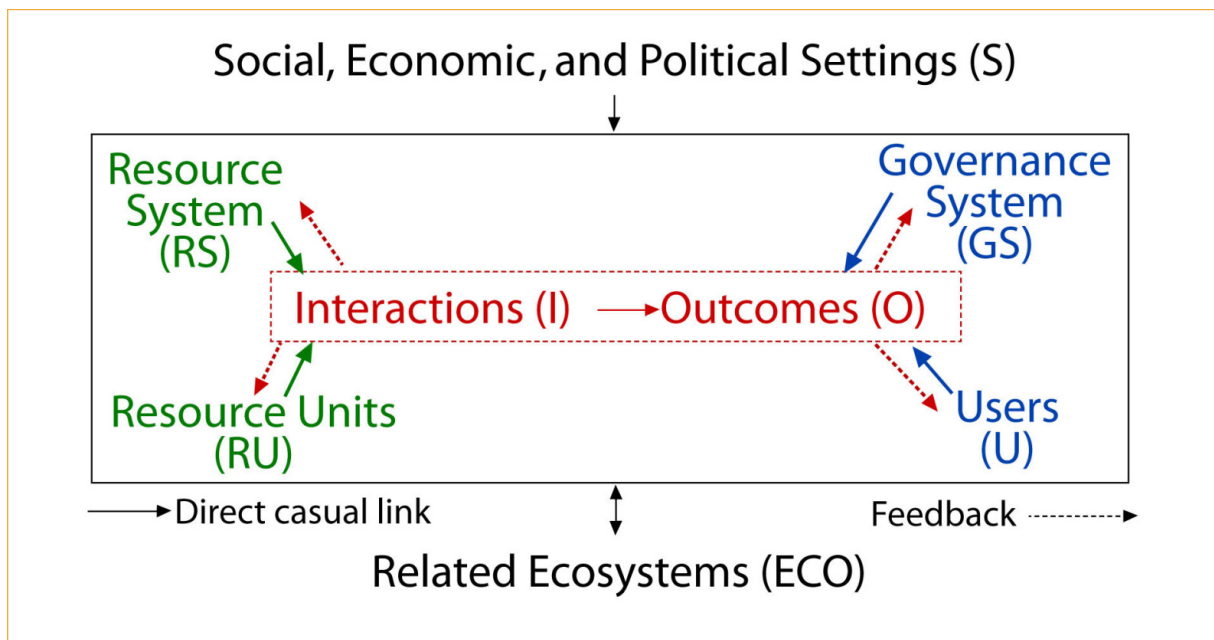 Social, Economic, and Political Settings (S)
Resource
System
(RS)
Governance
System
(GS)
Interactions (I)
Outcomes (O)
Resource Units
(RU)
Users
(U)
Direct casual link
Feedback
Related Ecosystems (ECO)